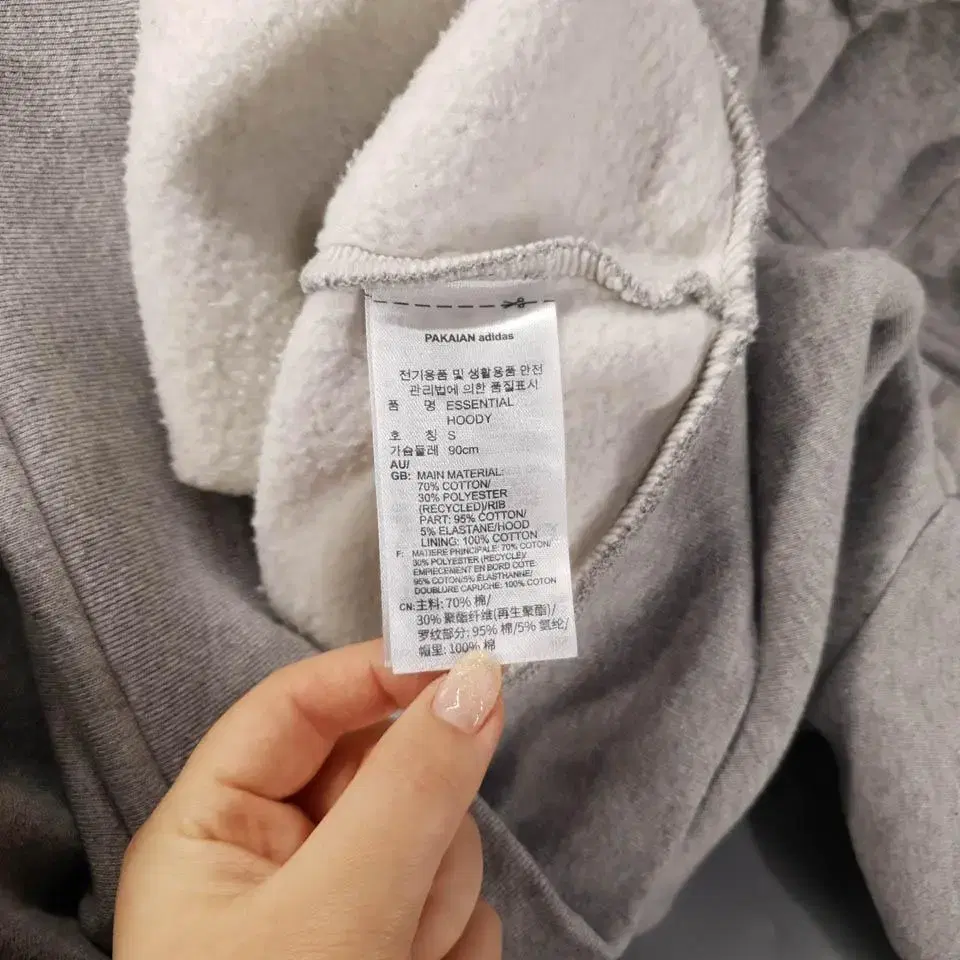 PAKAIAN adidas
전기용품 및 생활용품 안전
관리법에 의한 품질표시
품 명 ESSENTIAL
HOODY
호 칭 S
가슴둘레 90cm
AU/
GB: MAIN MATERIAL:
70% COTTON/
30% POLYESTER
(RECYCLED)/RIB
PART: 95% COTTON/
5% ELASTANE/HOOD
LINING: 100% COTTON
F: MATIERE PRINCIPALE: 70% COTON/
30% POLYESTER (RECYCLE)/
EMPIECEMENT EN BORD COTE:
95% COTON/5% ELASTHANNE/
DOUBLURE CAPUCHE: 100% COTON
CN:主料: 70% 棉/
30% 聚酯纤维(再生聚酯)/
罗纹部分: 95% 棉/5% 氨纶/
帽里: 100% 棉